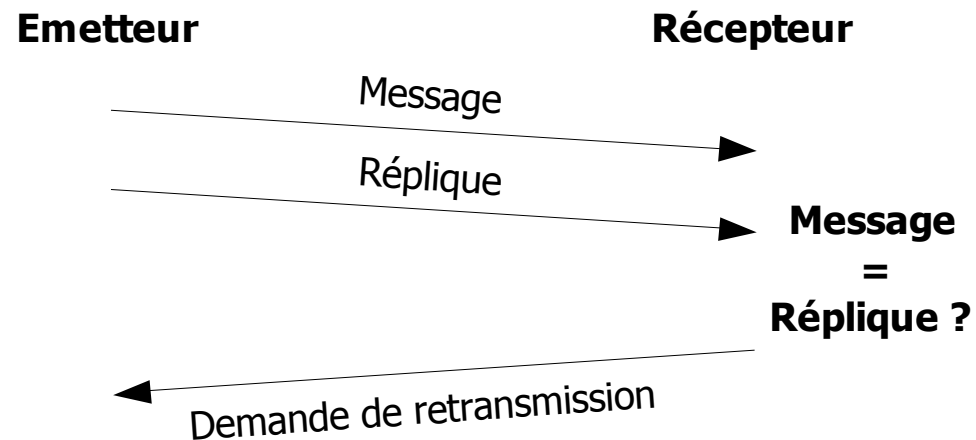 Emetteur
Récepteur
Message
Réplique
Message
=
Réplique ?
Demande de retransmission